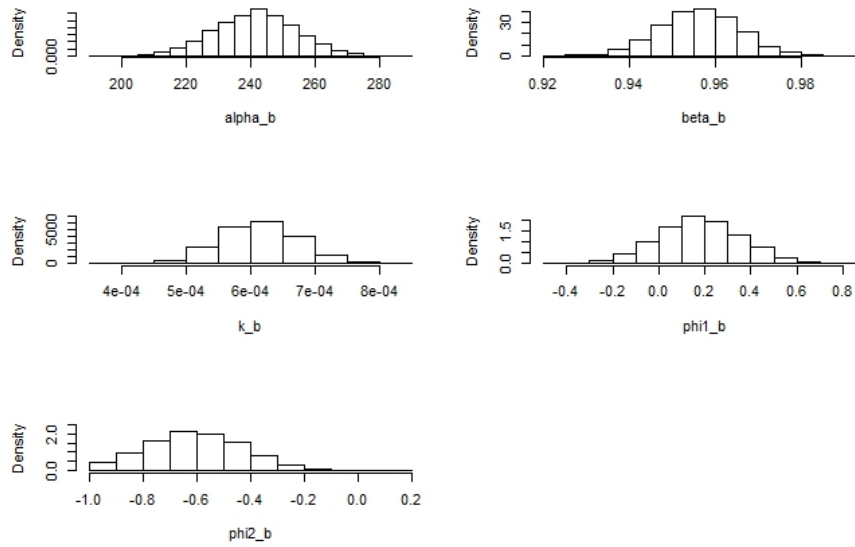 Density
0.000
200 220 240 260 280
alpha_b
Density
0 30
0.92 0.94 0.96 0.98
beta_b
Density
0 5000
4e-04 5e-04 6e-04 7e-04 8e-04
k_b
Density
0.0 1.5
-0.4 -0.2 0.0 0.2 0.4 0.6 0.8
phi1_b
Density
0.0 2.0
-1.0 -0.8 -0.6 -0.4 -0.2 0.0 0.2
phi2_b